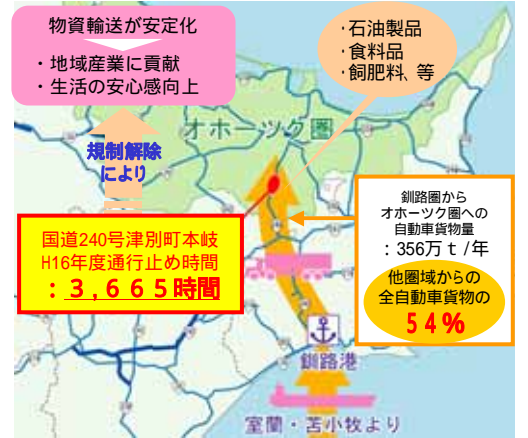 物資輸送が安定化
・地域産業に貢献
・生活の安心感向上
・石油製品
・食料品
・飼肥料、等
オホーツク圏
規制解除
により
国道240号津別町本岐
H16年度通行止め時間
：３,６６５時間
釧路圏から
オホーツク圏への
自動車貨物量
：356万ｔ/年
他圏域からの
全自動車貨物の
５４％
釧路港
室蘭・苫小牧より